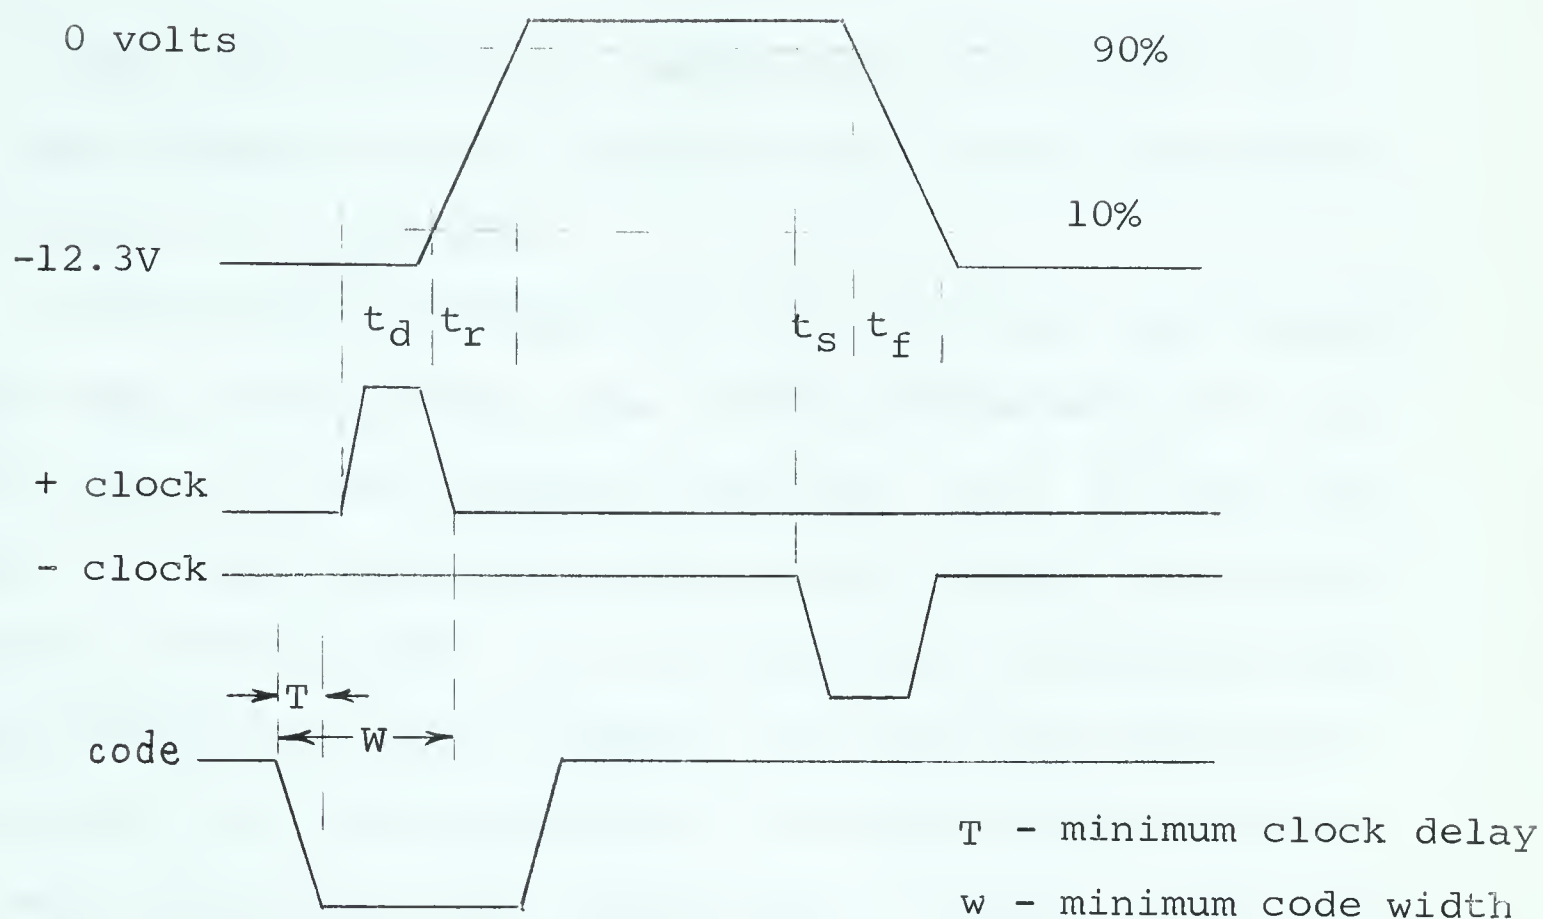 0 volts
90%
10%
-12.3V
td tr
ts tf
+ clock
- clock
T
W
code
T - minimum clock delay
w - minimum code width